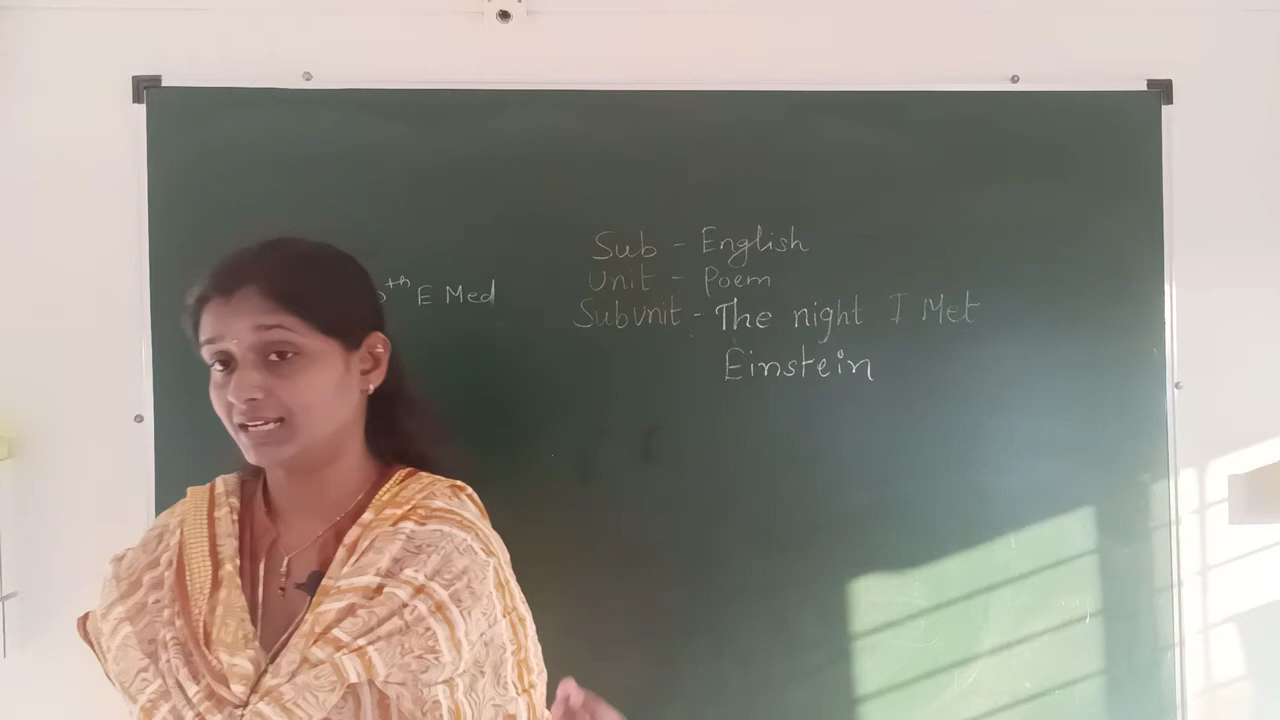 Sub - English
Unit - Poem
th E Med
Subunit - The night I Met
Einstein